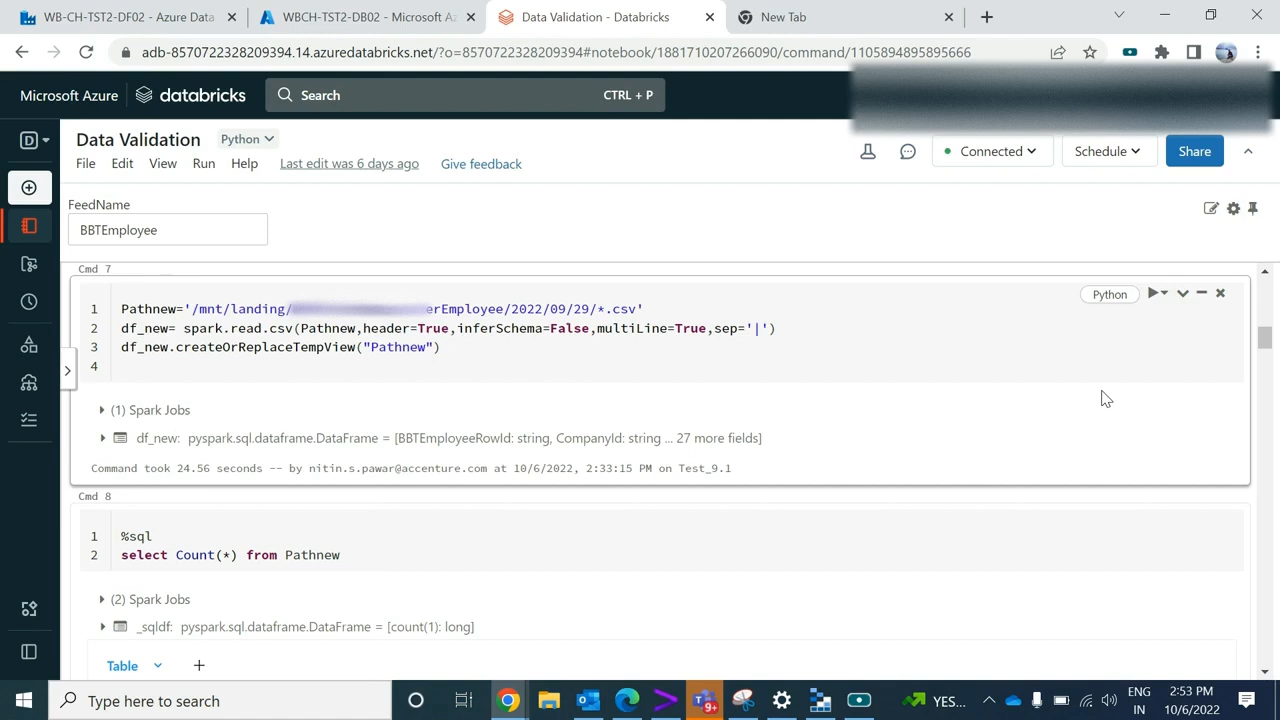 WB-CH-TST2-DF02 - Azure Data
WBCH-TST2-DB02 - Microsoft Az
Data Validation - Databricks
New Tab
adb-8570722328209394.14.azuredatabricks.net/?o=8570722328209394#notebook/1881710207266090/command/1105894895895666
Microsoft Azure
databricks
Search
CTRL + P
Data Validation
Python
File
Edit
View
Run
Help
Last edit was 6 days ago
Give feedback
Connected
Schedule
Share
FeedName
BBTEmployee
Cmd 7
Python
1 Pathnew='/mnt/landing/ erEmployee/2022/09/29/*.csv'
2 df_new= spark.read.csv(Pathnew,header=True,inferSchema=False,multiLine=True,sep='|')
3 df_new.createOrReplaceTempView("Pathnew")
4
(1) Spark Jobs
df_new: pyspark.sql.dataframe.DataFrame = [BBTEmployeeRowId: string, CompanyId: string ... 27 more fields]
Command took 24.56 seconds -- by nitin.s.pawar@accenture.com at 10/6/2022, 2:33:15 PM on Test_9.1
Cmd 8
1 %sql
2 select Count(*) from Pathnew
(2) Spark Jobs
_sqldf: pyspark.sql.dataframe.DataFrame = [count(1): long]
Table
Type here to search
9+
YES...
ENG
IN
2:53 PM
10/6/2022